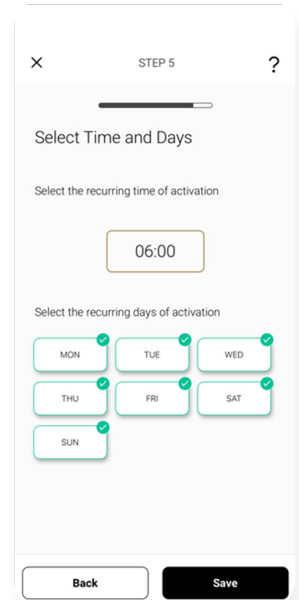 STEP 5
?
Select Time and Days
Select the recurring time of activation
06:00
Select the recurring days of activation
MON TUE WED
THU FRI SAT
SUN
Back Save